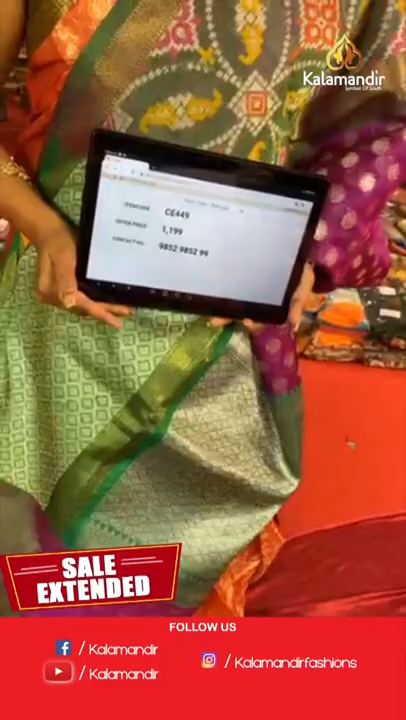 Kalamandir
Symbol Of South
ITEMCODE CE449
OFFER PRICE 1,199
CONTACT NO. 9852 9852 99
SALE
EXTENDED
FOLLOW US
/ Kalamandir
/ Kalamandir
/ Kalamandirfashions